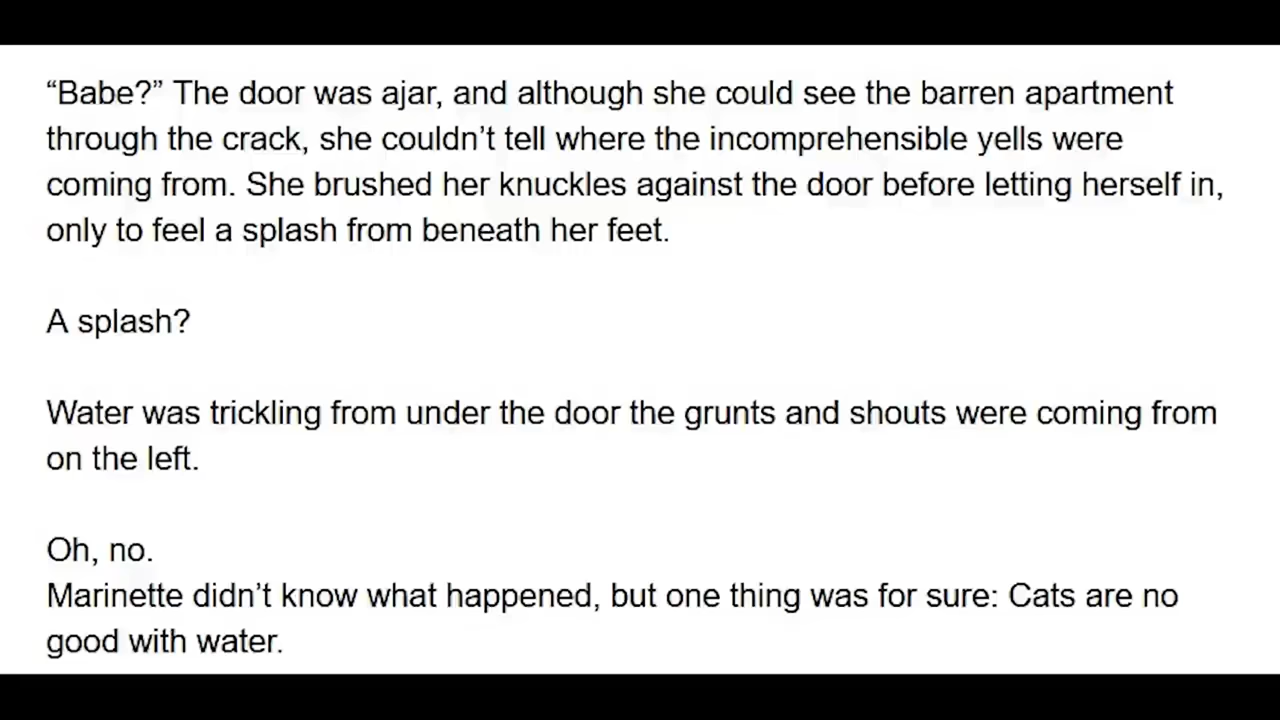 “Babe?” The door was ajar, and although she could see the barren apartment
through the crack, she couldn’t tell where the incomprehensible yells were
coming from. She brushed her knuckles against the door before letting herself in,
only to feel a splash from beneath her feet.
A splash?
Water was trickling from under the door the grunts and shouts were coming from
on the left.
Oh, no.
Marinette didn’t know what happened, but one thing was for sure: Cats are no
good with water.